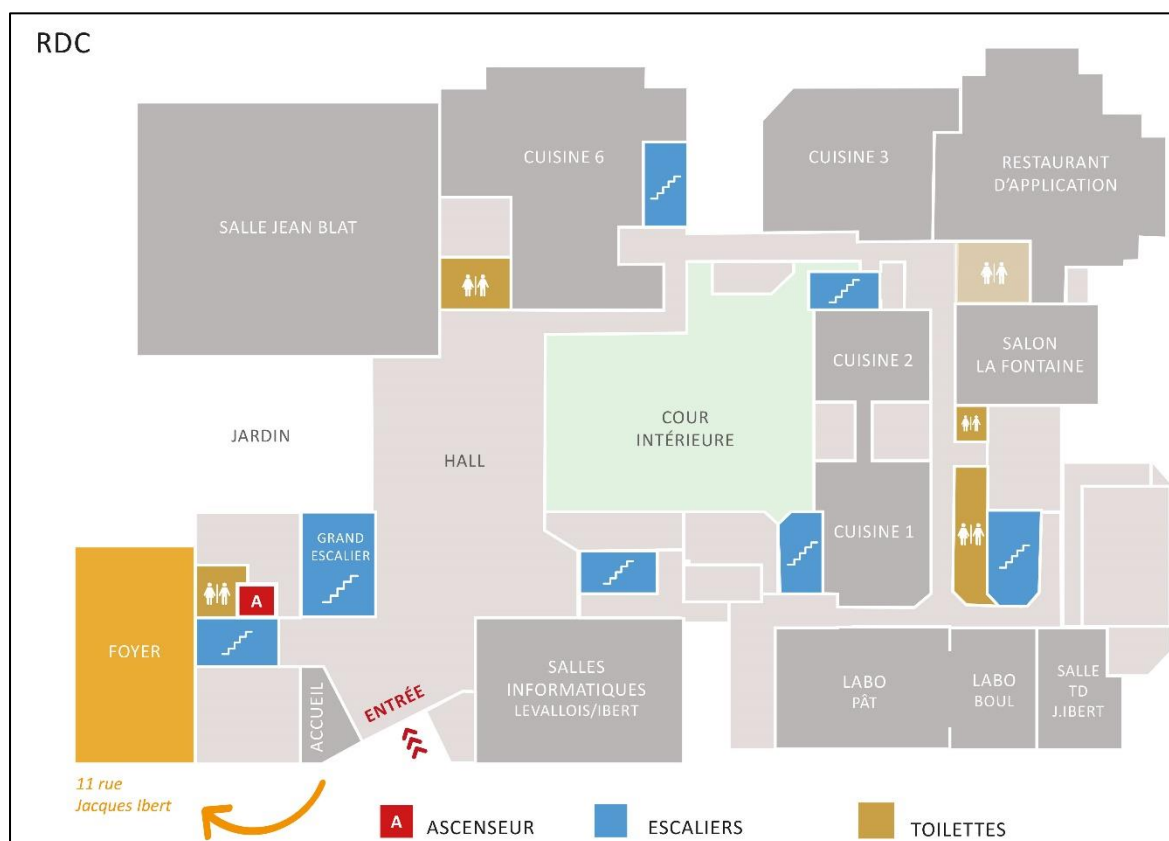 RDC
CUISINE 6
CUISINE 3
RESTAURANT
D'APPLICATION
SALLE JEAN BLAT
CUISINE 2
SALON
LA FONTAINE
COUR
INTÉRIEURE
JARDIN
HALL
GRAND
ESCALIER
CUISINE 1
A
FOYER
ACCUEIL
ENTRÉE
SALLES
INFORMATIQUES
LEVALLOIS/IBERT
LABO
PÂT
LABO
BOUL
SALLE
TD
J.IBERT
11 rue
Jacques Ibert
A ASCENSEUR
ESCALIERS
TOILETTES